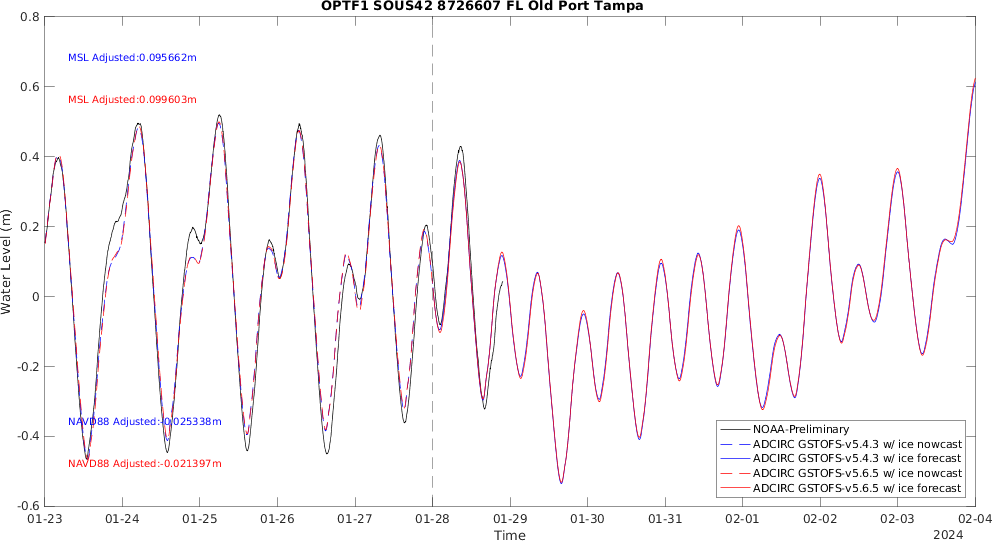 OPTF1 SOUS42 8726607 FL Old Port Tampa
0.8
0.6
0.4
0.2
0
-0.2
-0.4
-0.6
Water Level (m)
MSL Adjusted:0.095662m
MSL Adjusted:0.099603m
NAVD88 Adjusted:-0.025338m
NAVD88 Adjusted:-0.021397m
NOAA-Preliminary
ADCIRC GSTOFS-v5.4.3 w/ ice nowcast
ADCIRC GSTOFS-v5.4.3 w/ ice forecast
ADCIRC GSTOFS-v5.6.5 w/ ice nowcast
ADCIRC GSTOFS-v5.6.5 w/ ice forecast
01-23 01-24 01-25 01-26 01-27 01-28 01-29 01-30 01-31 02-01 02-02 02-03 02-04
Time
2024